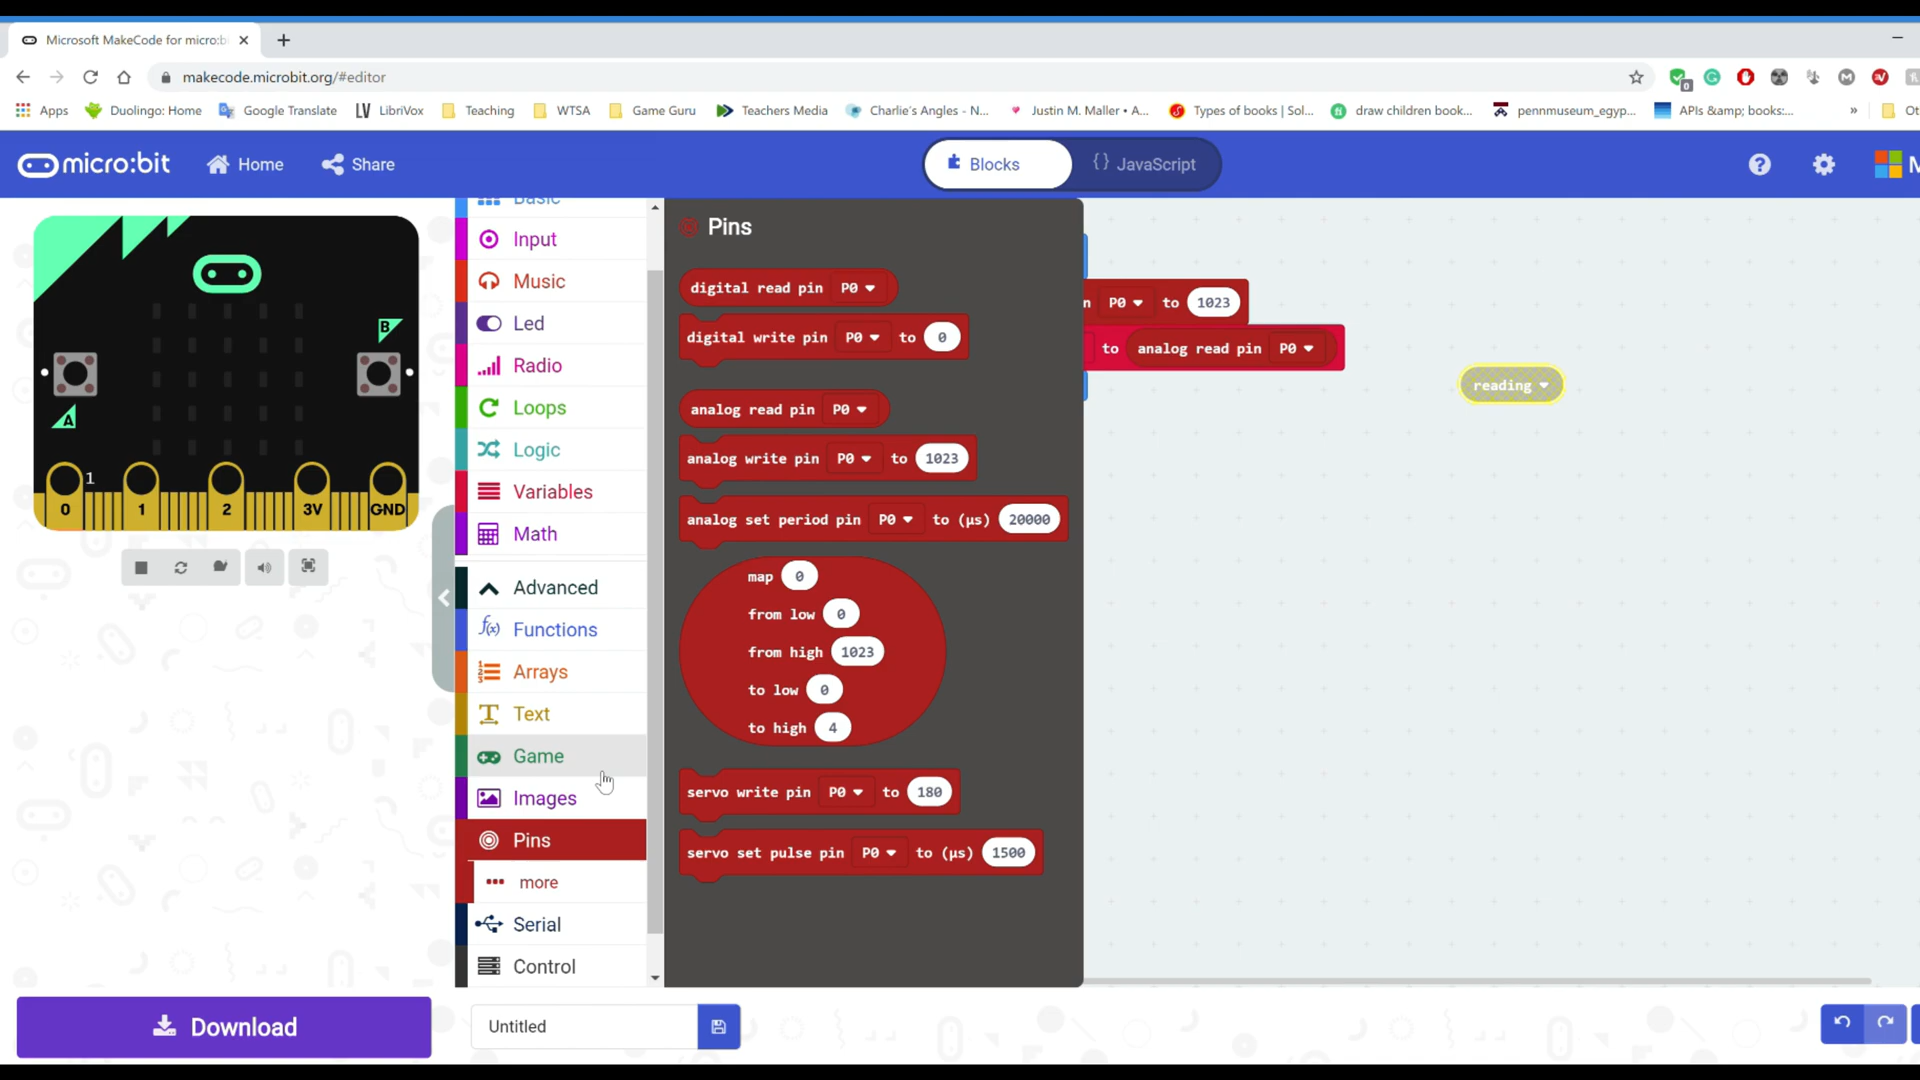 Microsoft MakeCode for micro:b
makecode.microbit.org/#editor
0
Apps
Duolingo: Home
Google Translate
LV LibriVox
Teaching
WTSA
Game Guru
Teachers Media
Charlie's Angles - N...
Justin M. Maller • A...
Types of books | Sol...
draw children book...
pennmuseum_egyp...
APIs &amp; books:...
»
Ot
micro:bit
Home
Share
Blocks
{} JavaScript
?
M
B
A
1
0 1 2 3V GND
Basic
Input
Music
Led
Radio
Loops
Logic
Variables
Math
Advanced
f(x) Functions
Arrays
T Text
Game
Images
Pins
more
Serial
Control
Pins
digital read pin P0
digital write pin P0 to 0
analog read pin P0
analog write pin P0 to 1023
analog set period pin P0 to (µs) 20000
map 0
from low 0
from high 1023
to low 0
to high 4
servo write pin P0 to 180
servo set pulse pin P0 to (µs) 1500
n P0 to 1023
to analog read pin P0
reading
Download
Untitled